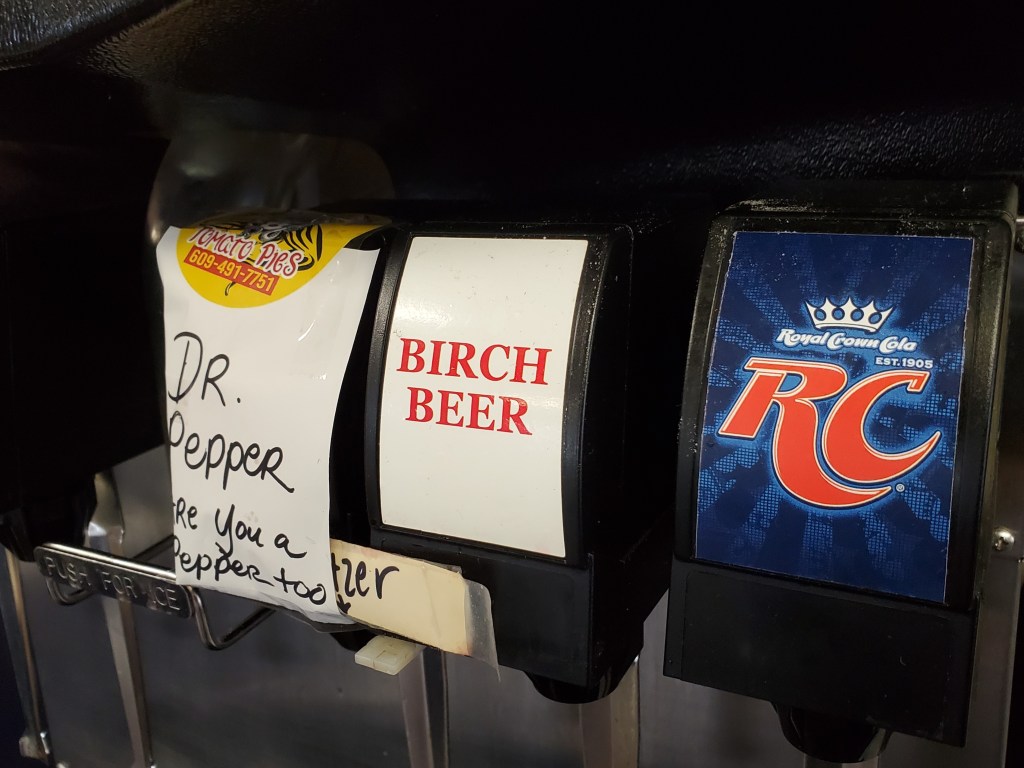 TOMATO PIES
609-491-7751
DR.
Pepper
Are You a
Pepper too
PUSH FOR ICE
BIRCH
BEER
Royal Crown Cola
EST. 1905
RC